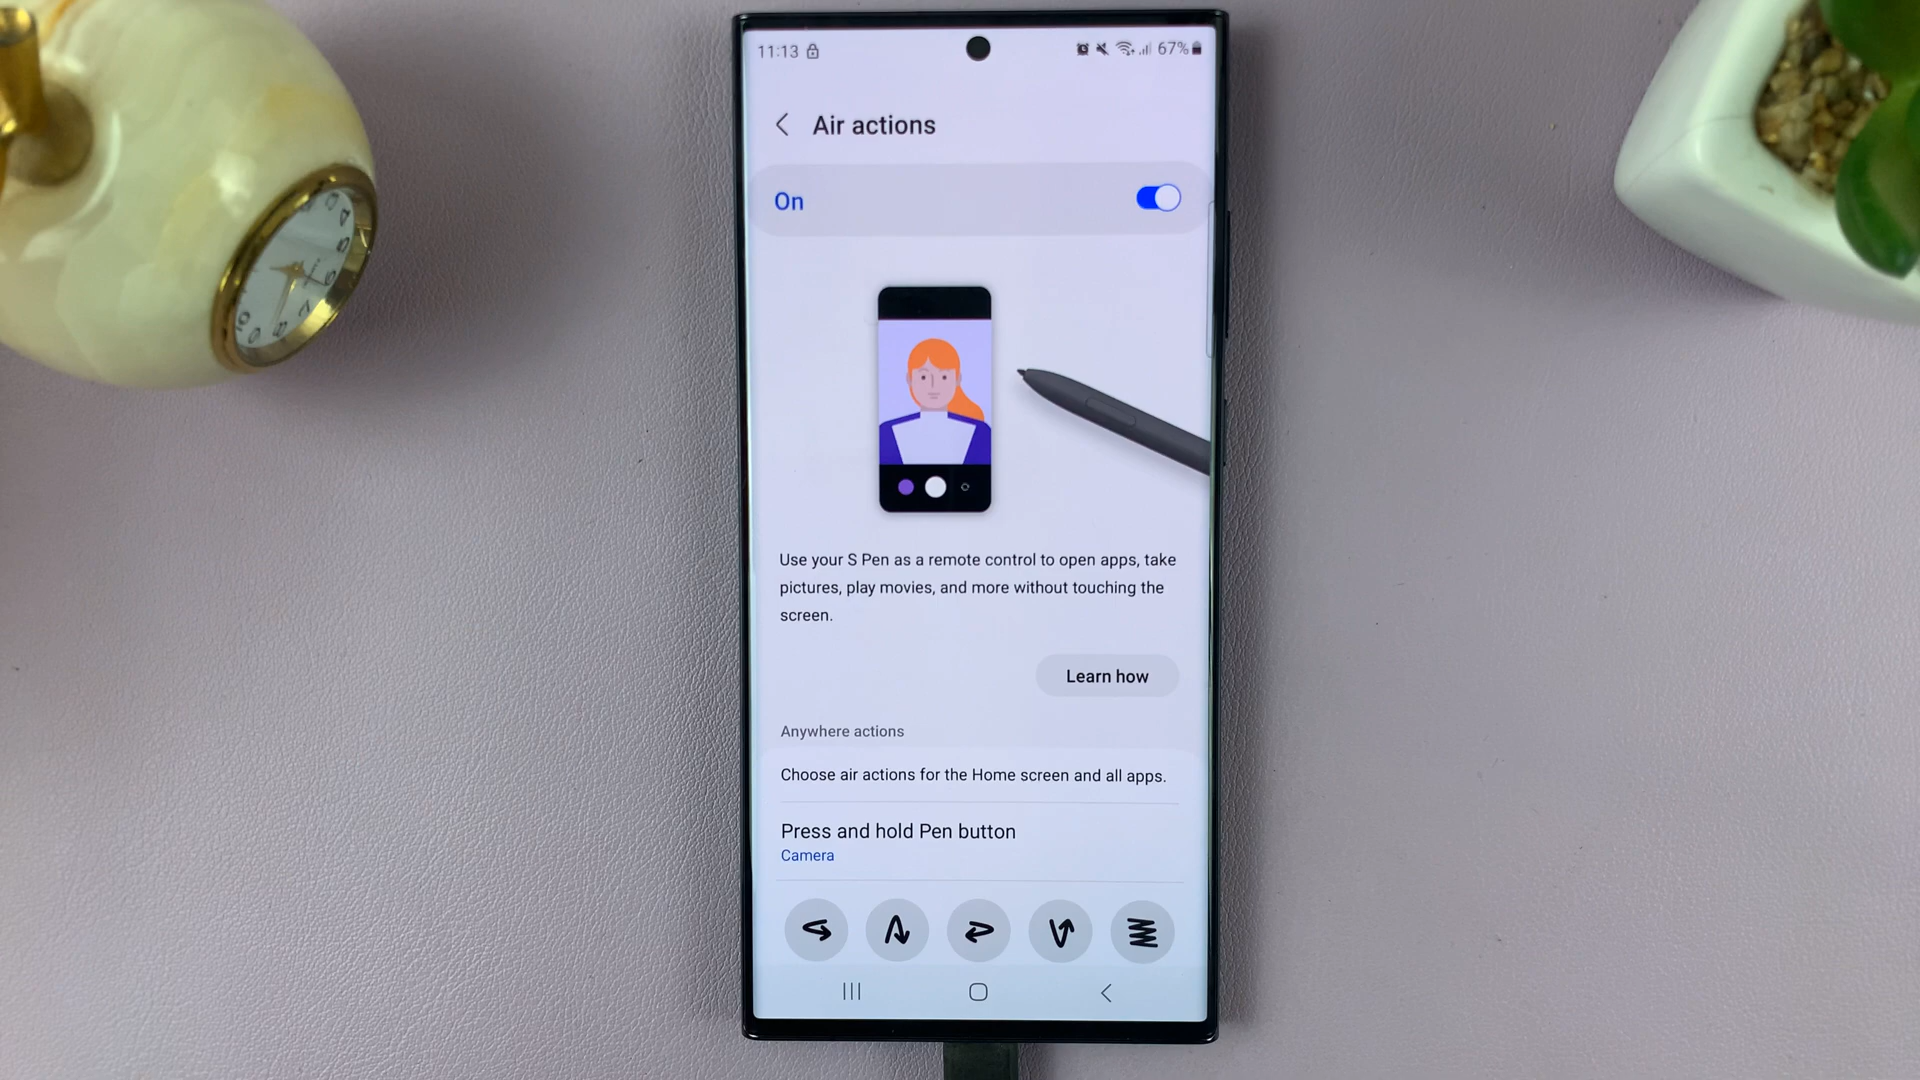 11:13
67%
Air actions
On
Use your S Pen as a remote control to open apps, take
pictures, play movies, and more without touching the
screen.
Learn how
Anywhere actions
Choose air actions for the Home screen and all apps.
Press and hold Pen button
Camera